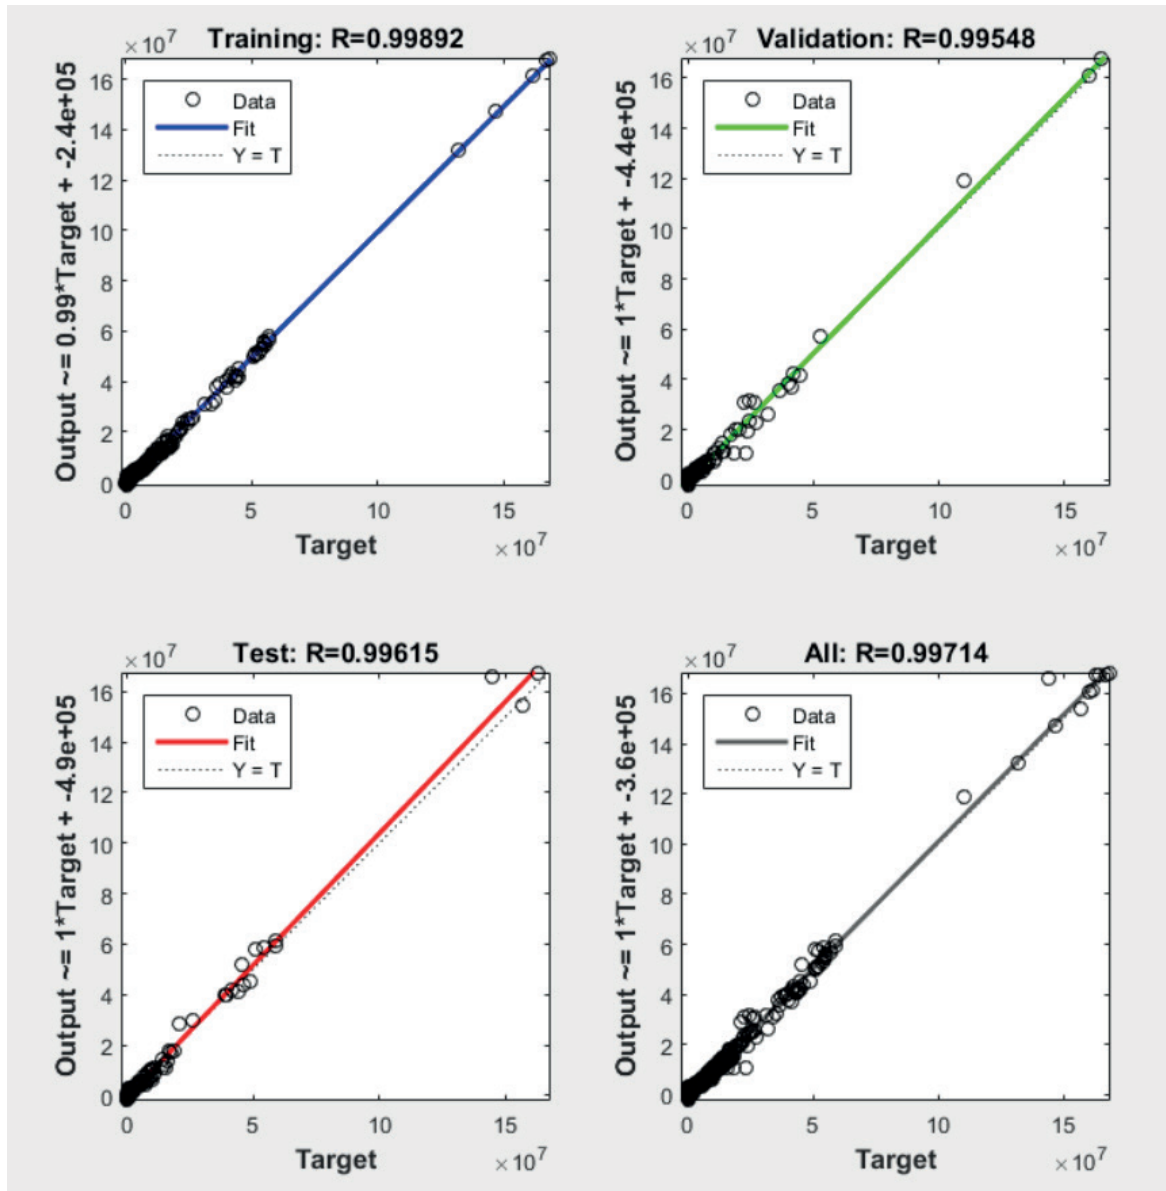 ×10⁷
Training: R=0.99892
Output ~= 0.99*Target + -2.4e+05
16
14
12
10
8
6
4
2
0
Data
Fit
Y = T
0 5 10 15
Target
×10⁷
×10⁷
Validation: R=0.99548
Output ~= 1*Target + -4.4e+05
16
14
12
10
8
6
4
2
0
Data
Fit
Y = T
0 5 10 15
Target
×10⁷
×10⁷
Test: R=0.99615
Output ~= 1*Target + -4.9e+05
16
14
12
10
8
6
4
2
0
Data
Fit
Y = T
0 5 10 15
Target
×10⁷
×10⁷
All: R=0.99714
Output ~= 1*Target + -3.6e+05
16
14
12
10
8
6
4
2
0
Data
Fit
Y = T
0 5 10 15
Target
×10⁷